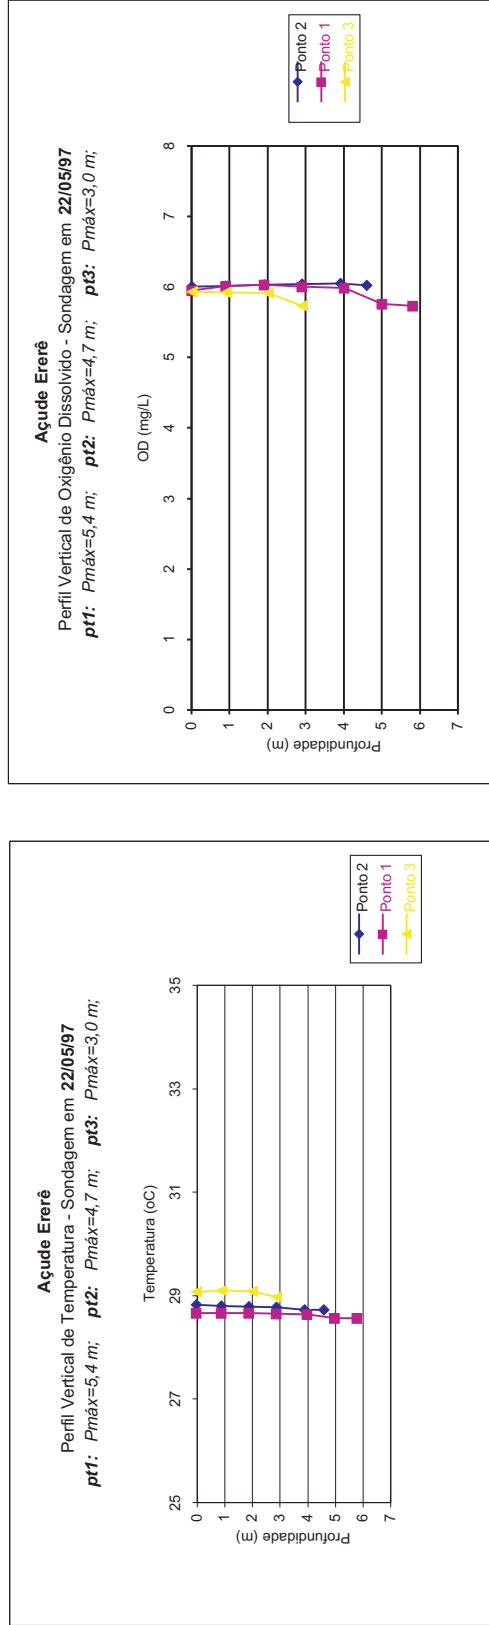 Açude Ererê
Perfil Vertical de Temperatura - Sondagem em 22/05/97
pt1: Pmáx=5,4 m; pt2: Pmáx=4,7 m; pt3: Pmáx=3,0 m;
Temperatura (oC)
25 27 29 31 33 35
0
1
2
3
4
5
6
7
Profundidade (m)
Ponto 2
Ponto 1
Ponto 3
Açude Ererê
Perfil Vertical de Oxigênio Dissolvido - Sondagem em 22/05/97
pt1: Pmáx=5,4 m; pt2: Pmáx=4,7 m; pt3: Pmáx=3,0 m;
OD (mg/L)
0 1 2 3 4 5 6 7 8
0
1
2
3
4
5
6
7
Profundidade (m)
Ponto 2
Ponto 1
Ponto 3